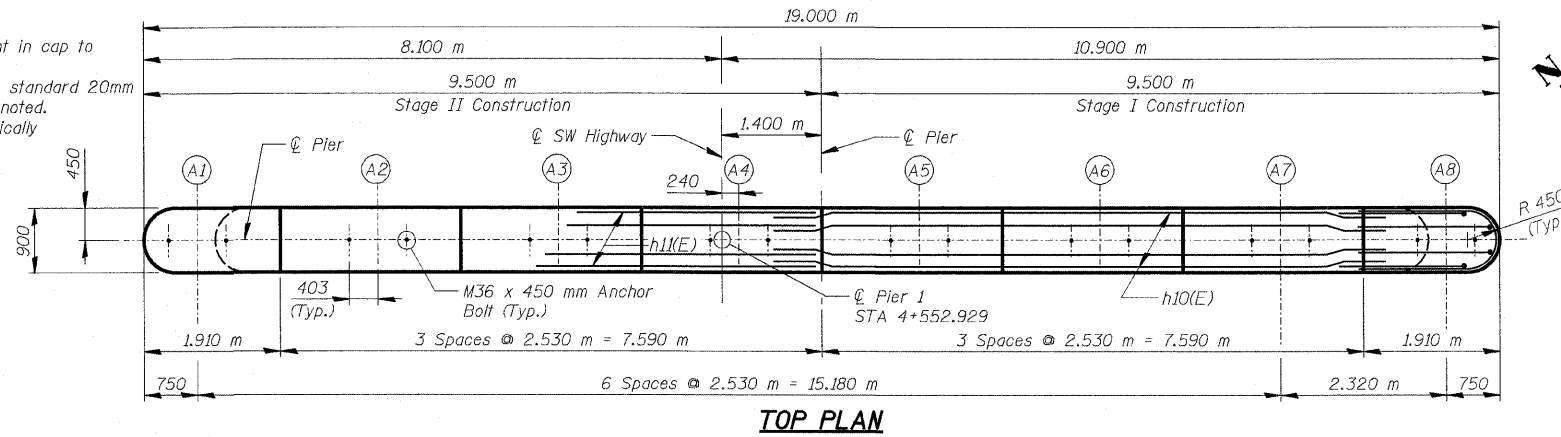 19.000 m
nt in cap to
8.100 m
10.900 m
standard 20mm
noted.
ically
9.500 m
Stage II Construction
9.500 m
Stage I Construction
N
℄ SW Highway
1.400 m
℄ Pier
℄ Pier
450
A1
A2
A3
240
A4
A5
A6
A7
A8
900
h11(E)
R 450
(Typ
403
(Typ.)
M36 x 450 mm Anchor
Bolt (Typ.)
℄ Pier 1
STA 4+552.929
h10(E)
1.910 m
3 Spaces @ 2.530 m = 7.590 m
3 Spaces @ 2.530 m = 7.590 m
1.910 m
750
6 Spaces @ 2.530 m = 15.180 m
2.320 m
750
TOP PLAN